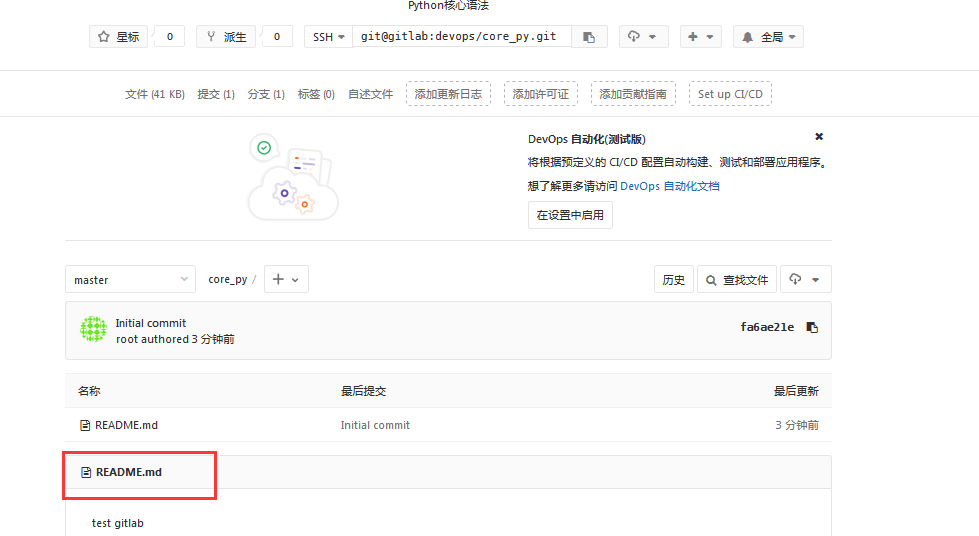 Python核心语法
星标 0 派生 0 SSH git@gitlab:devops/core_py.git 全局
文件 (41 KB) 提交 (1) 分支 (1) 标签 (0) 自述文件 添加更新日志 添加许可证 添加贡献指南 Set up CI/CD
DevOps 自动化(测试版)
将根据预定义的 CI/CD 配置自动构建、测试和部署应用程序。
想了解更多请访问 DevOps 自动化文档
在设置中启用
master core_py / 历史 查找文件
Initial commit
root authored 3 分钟前
fa6ae21e
名称 最后提交 最后更新
README.md Initial commit 3 分钟前
README.md
test gitlab